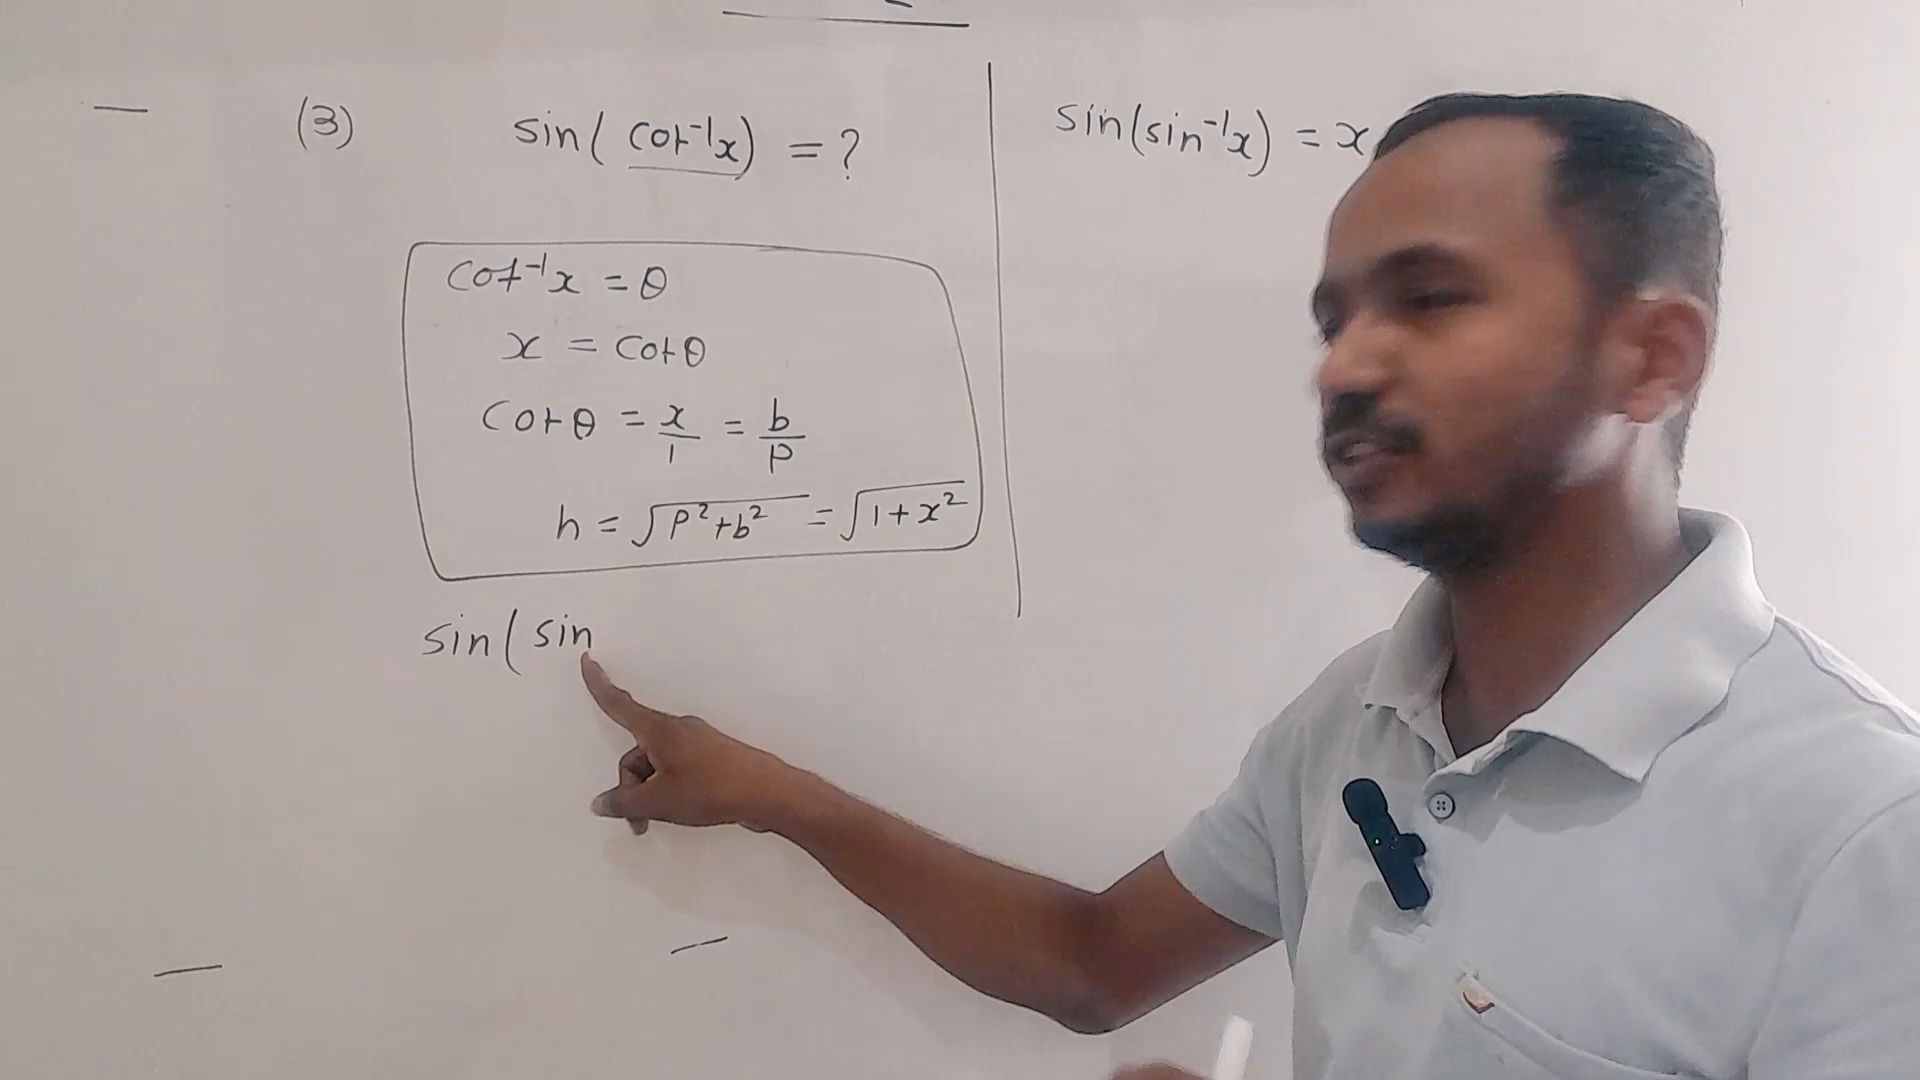 (3) sin(cot⁻¹x) = ?
sin(sin⁻¹x) = x
cot⁻¹x = θ
x = cotθ
cotθ = x/1 = b/p
h = √(p²+b²) = √(1+x²)
sin( sin